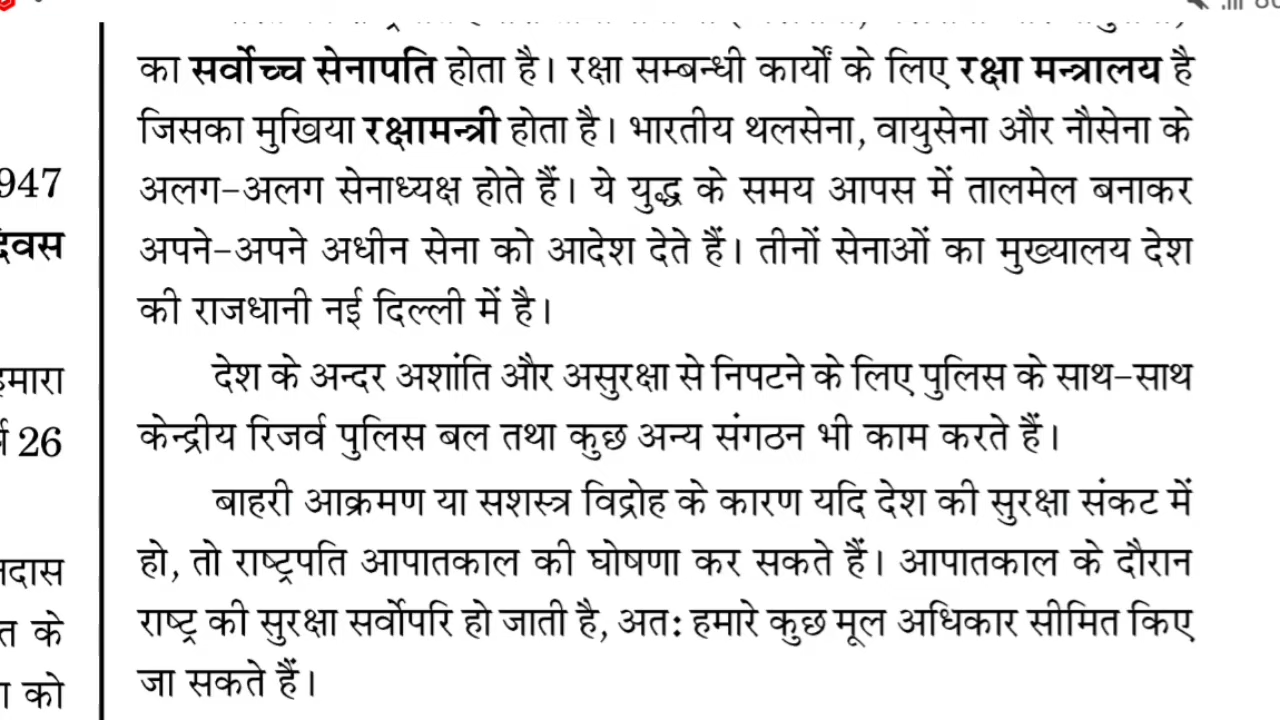 947
का सर्वोच्च सेनापति होता है। रक्षा सम्बन्धी कार्यों के लिए रक्षा मन्त्रालय है
जिसका मुखिया रक्षामन्त्री होता है। भारतीय थलसेना, वायुसेना और नौसेना के
अलग-अलग सेनाध्यक्ष होते हैं। ये युद्ध के समय आपस में तालमेल बनाकर
अपने-अपने अधीन सेना को आदेश देते हैं। तीनों सेनाओं का मुख्यालय देश
की राजधानी नई दिल्ली में है।
देश के अन्दर अशांति और असुरक्षा से निपटने के लिए पुलिस के साथ-साथ
केन्द्रीय रिजर्व पुलिस बल तथा कुछ अन्य संगठन भी काम करते हैं।
बाहरी आक्रमण या सशस्त्र विद्रोह के कारण यदि देश की सुरक्षा संकट में
हो, तो राष्ट्रपति आपातकाल की घोषणा कर सकते हैं। आपातकाल के दौरान
राष्ट्र की सुरक्षा सर्वोपरि हो जाती है, अतः हमारे कुछ मूल अधिकार सीमित किए
जा सकते हैं।
26
के
को